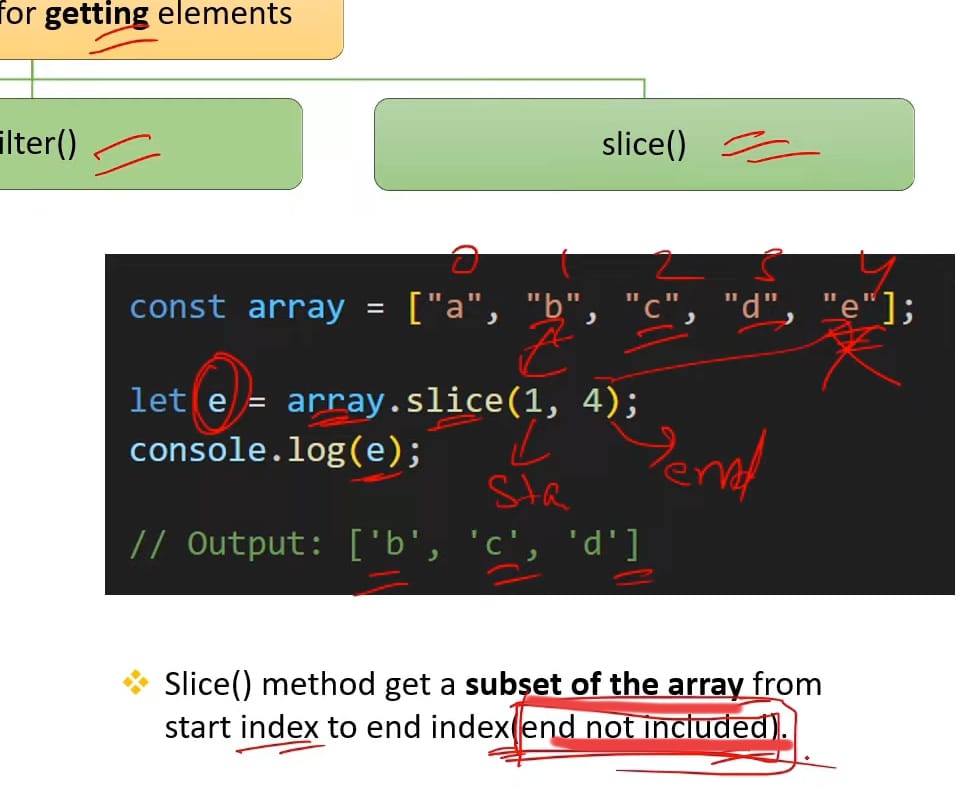 for getting elements
ilter()
slice()
0 1 2 3 4
const array = ["a", "b", "c", "d", "e"];
let e = array.slice(1, 4);
console.log(e);
sta
end
// Output: ['b', 'c', 'd']
Slice() method get a subset of the array from
start index to end index(end not included).